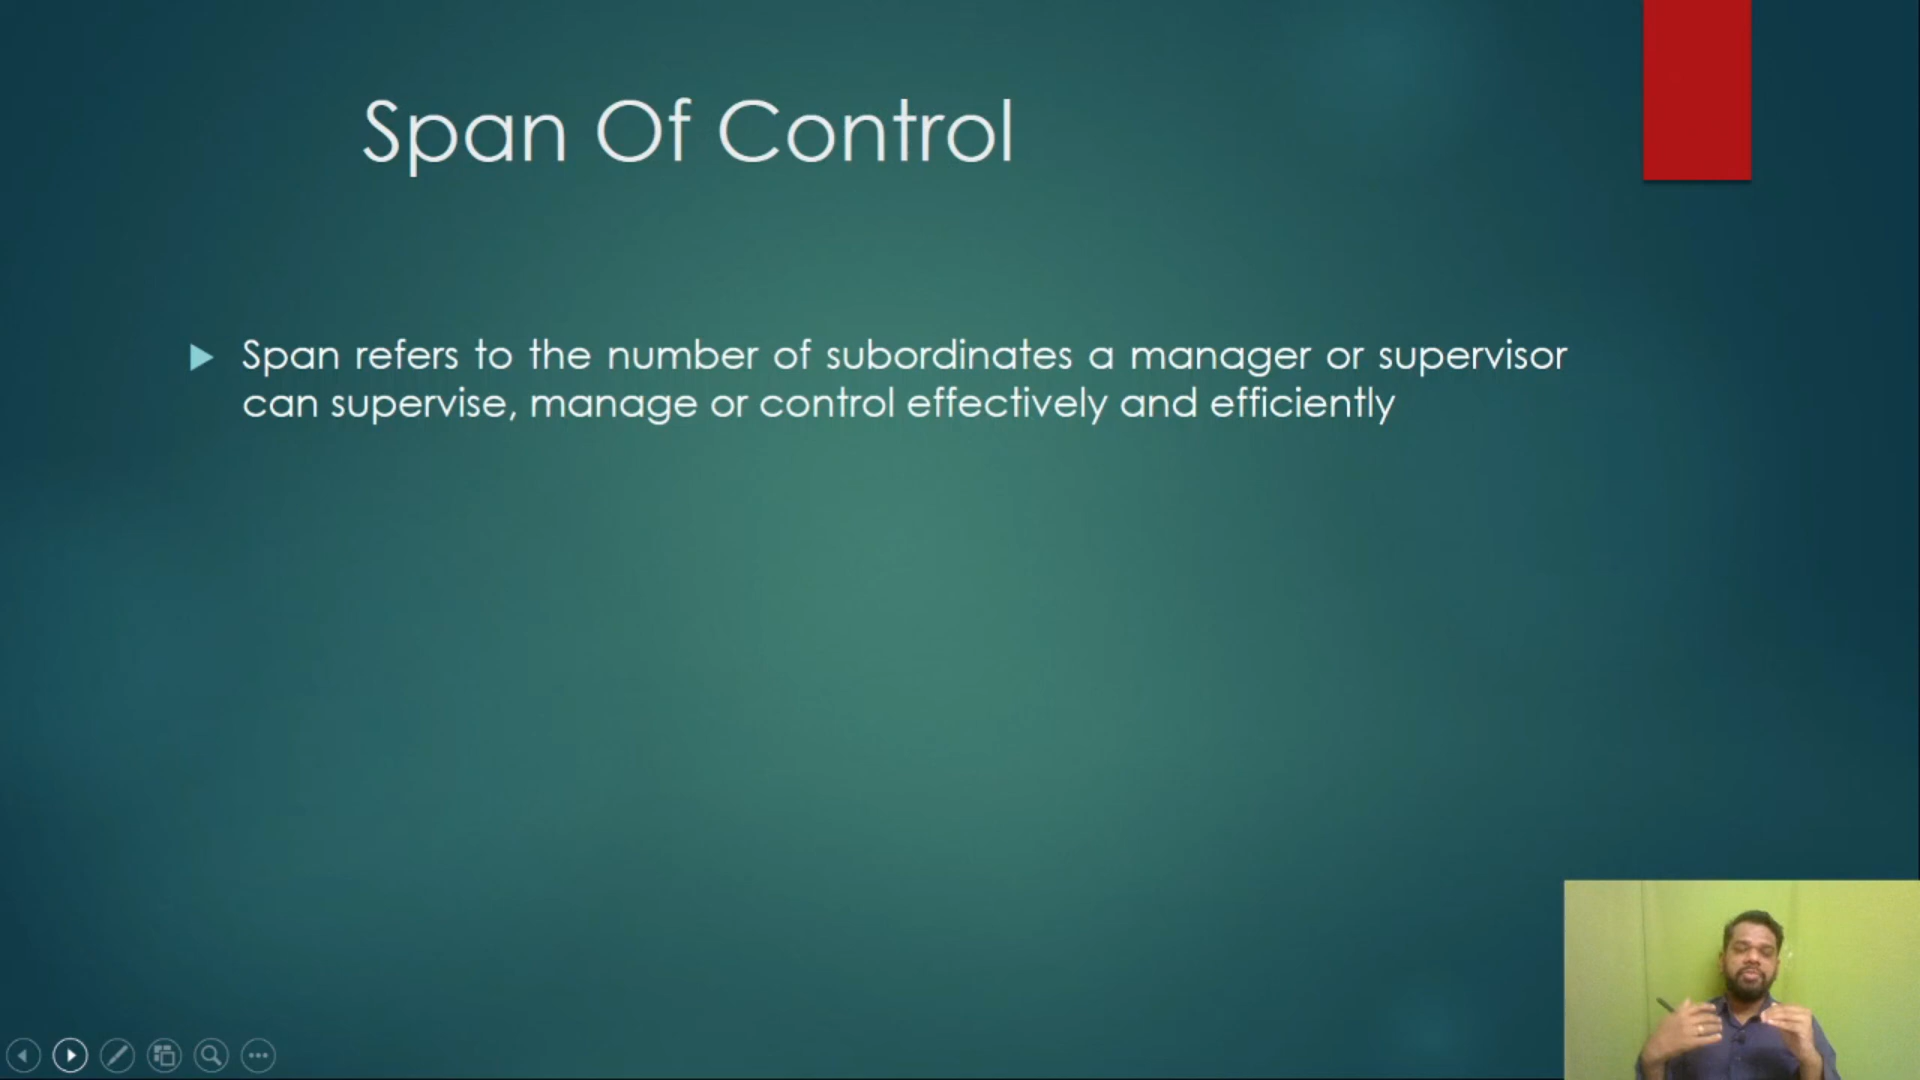 Span Of Control
Span refers to the number of subordinates a manager or supervisor
can supervise, manage or control effectively and efficiently